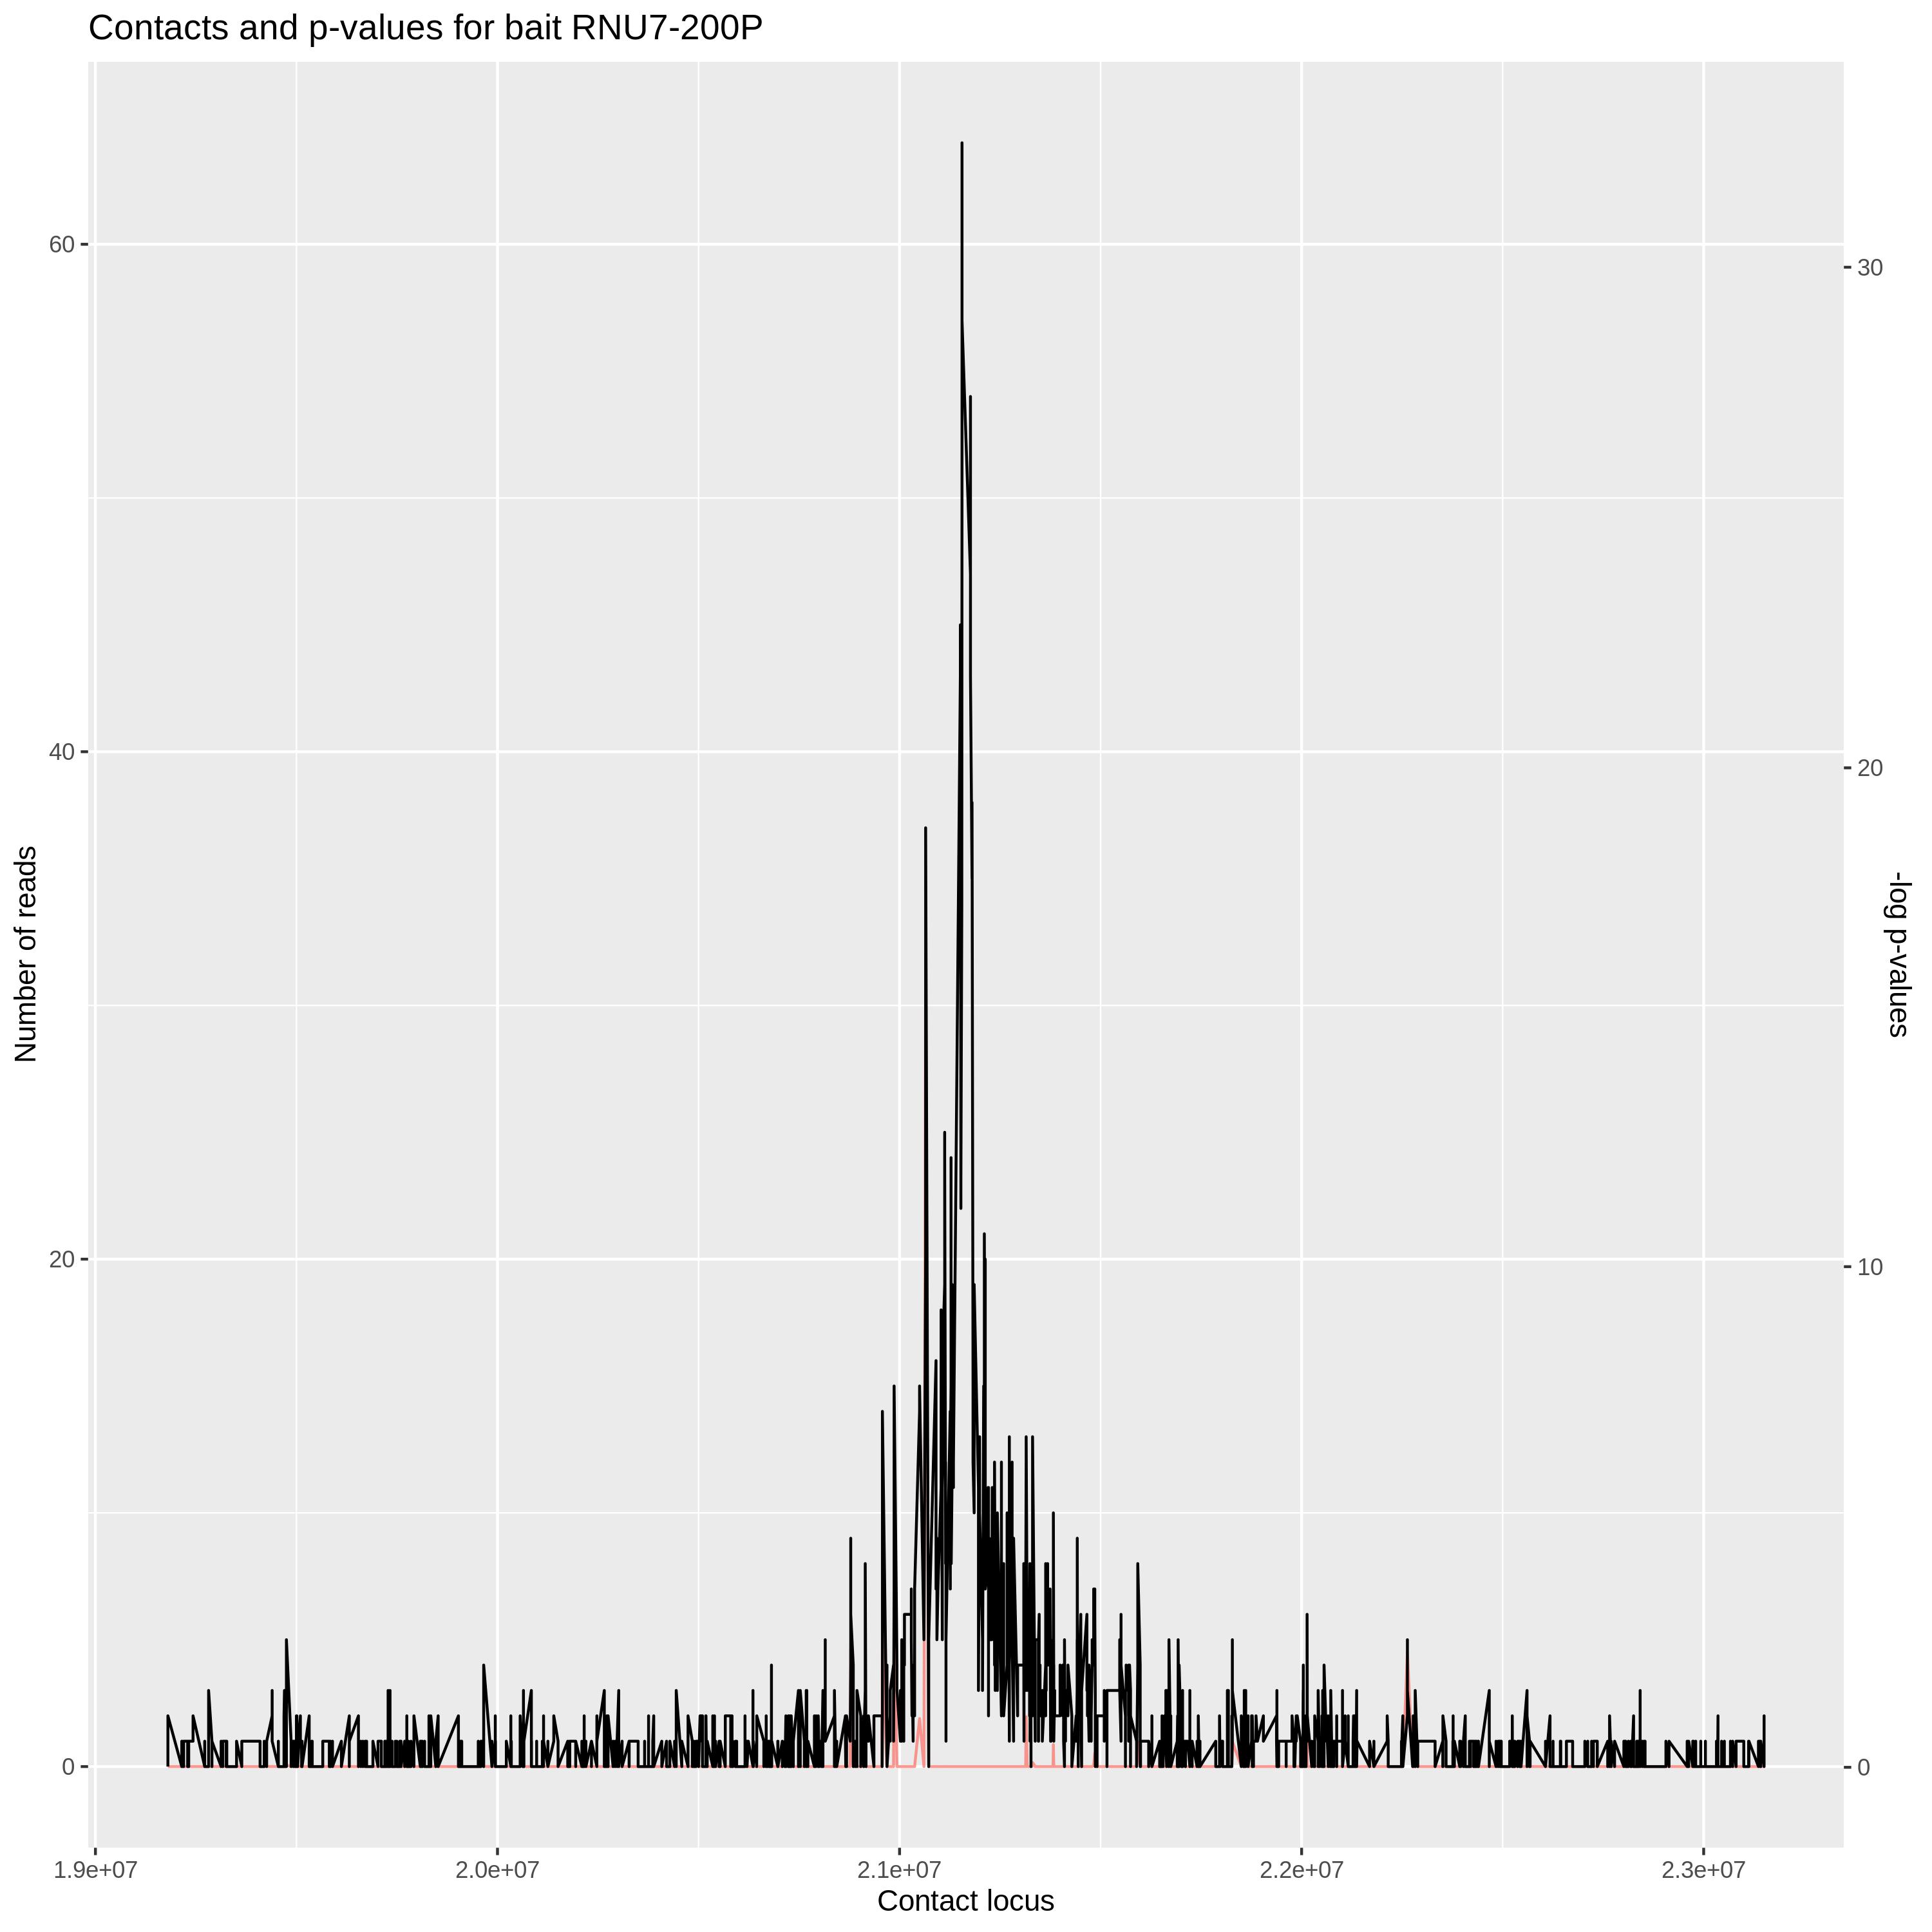 Contacts and p-values for bait RNU7-200P
60
40
20
0
30
20
10
0
Number of reads
-log p-values
1.9e+07
2.0e+07
2.1e+07
2.2e+07
2.3e+07
Contact locus